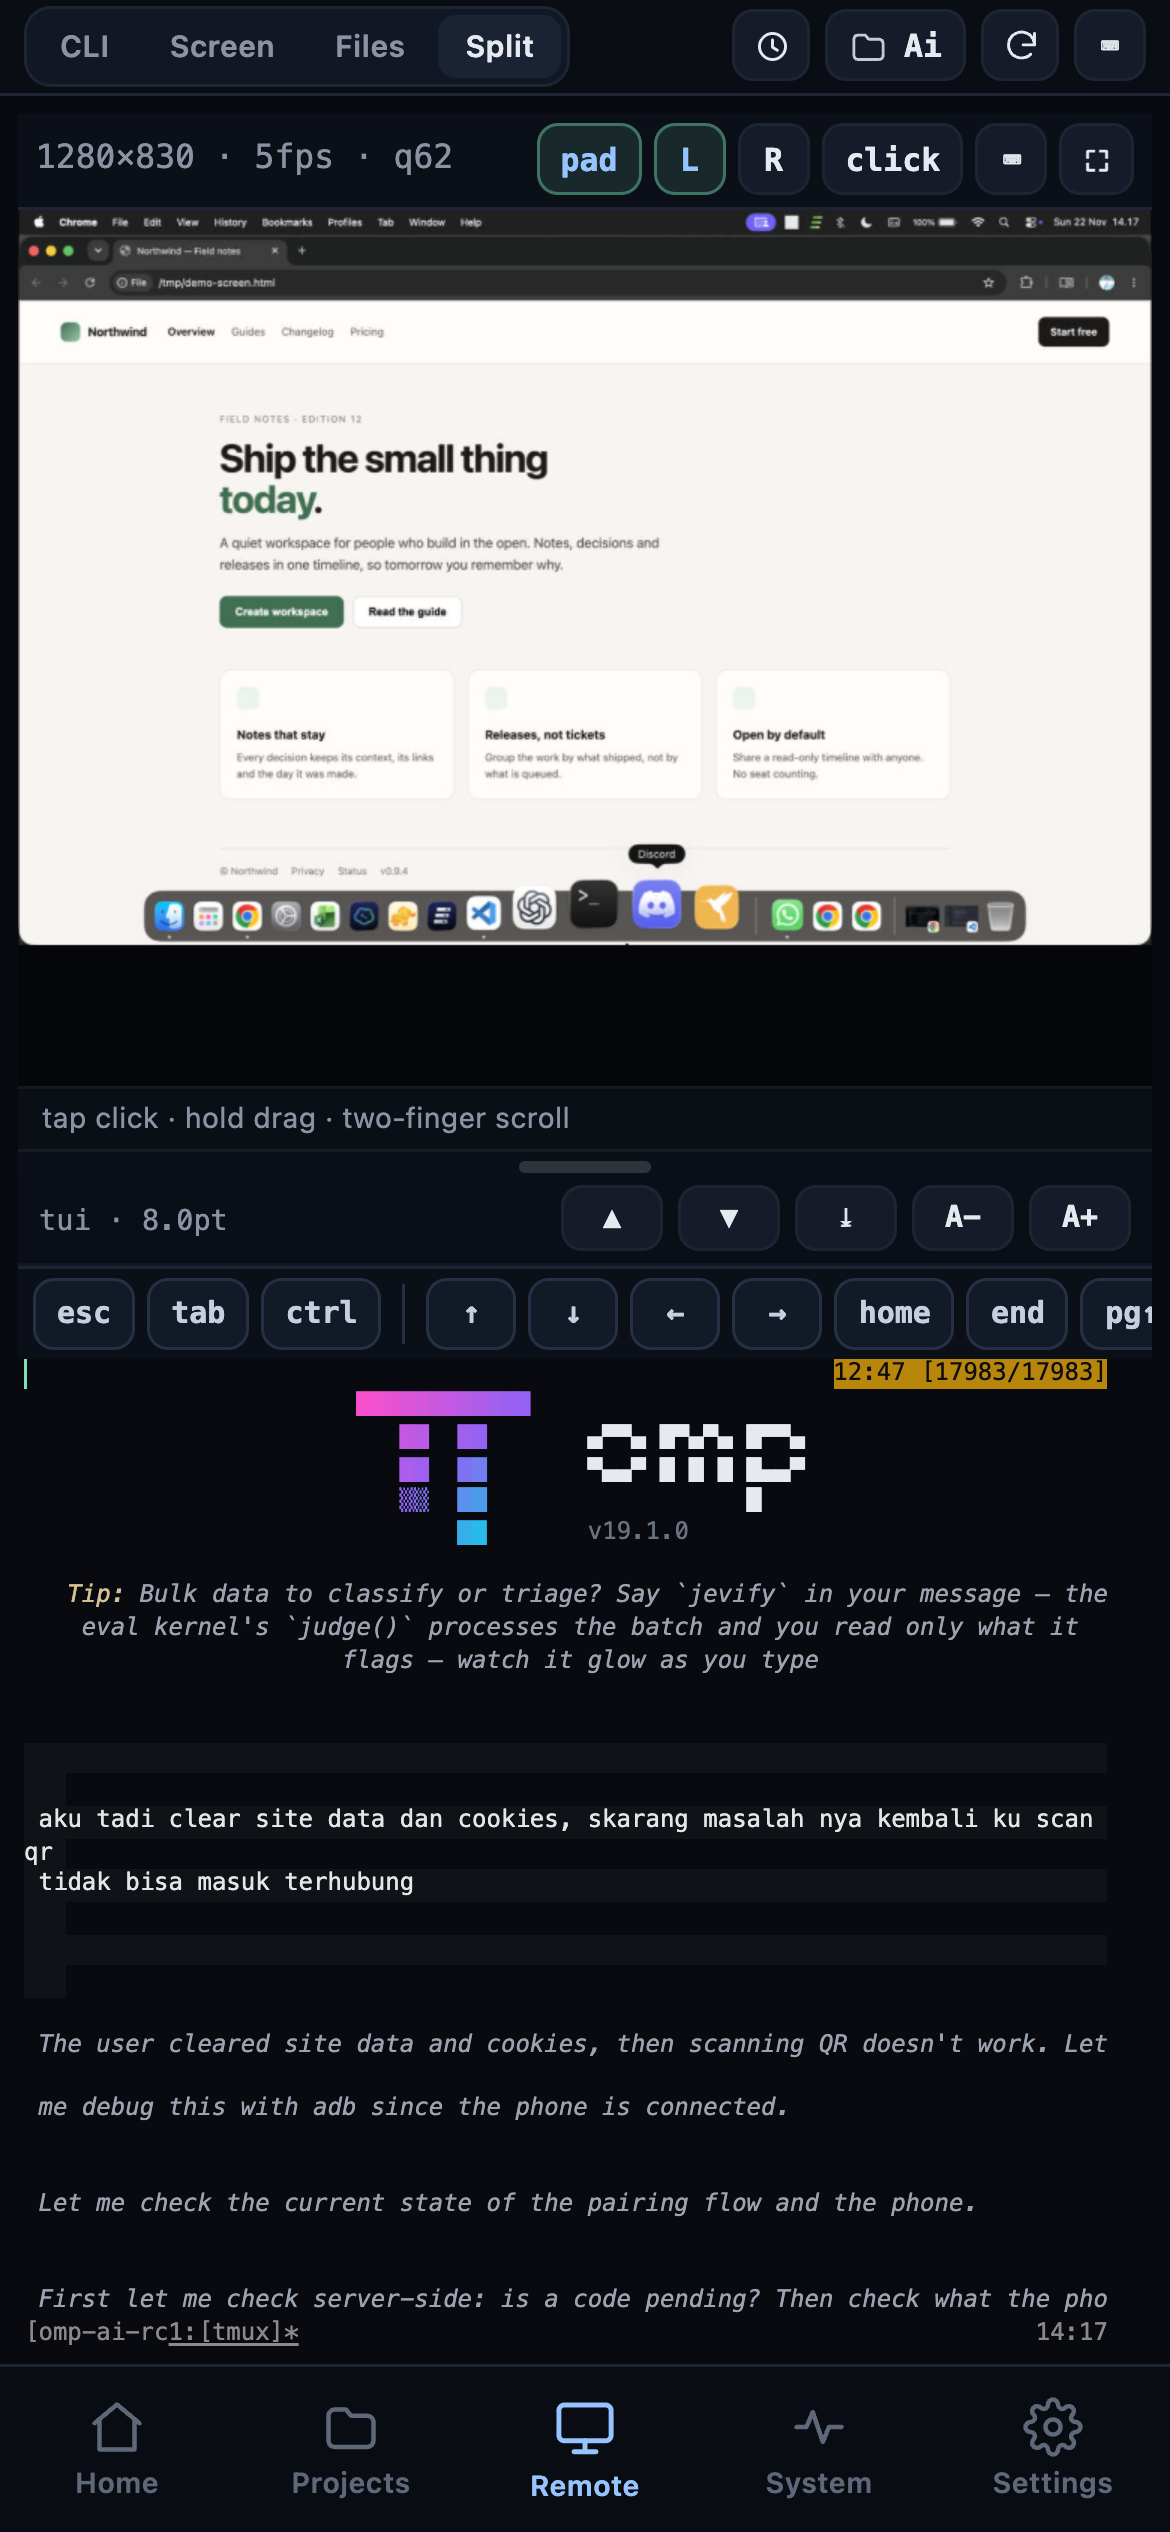 CLI Screen Files Split Ai
1280×830 · 5fps · q62 pad L R click
Chrome File Edit View History Bookmarks Profiles Tab Window Help 100% Sun 22 Nov 14.17
Northwind — Field notes
File /tmp/demo-screen.html
Northwind Overview Guides Changelog Pricing Start free
FIELD NOTES · EDITION 12
Ship the small thing
today.
A quiet workspace for people who build in the open. Notes, decisions and
releases in one timeline, so tomorrow you remember why.
Create workspace Read the guide
Notes that stay
Every decision keeps its context, its links
and the day it was made.
Releases, not tickets
Group the work by what shipped, not by
what is queued.
Open by default
Share a read-only timeline with anyone.
No seat counting.
© Northwind Privacy Status v0.9.4
Discord
tap click · hold drag · two-finger scroll
tui · 8.0pt ▲ ▼ ⤓ A− A+
esc tab ctrl ↑ ↓ ← → home end pg↑
12:47 [17983/17983]
omp
v19.1.0
Tip: Bulk data to classify or triage? Say `jevify` in your message — the
eval kernel's `judge()` processes the batch and you read only what it
flags — watch it glow as you type
aku tadi clear site data dan cookies, skarang masalah nya kembali ku scan
qr
tidak bisa masuk terhubung
The user cleared site data and cookies, then scanning QR doesn't work. Let
me debug this with adb since the phone is connected.
Let me check the current state of the pairing flow and the phone.
First let me check server-side: is a code pending? Then check what the pho
[omp-ai-rc1:[tmux]* 14:17
Home Projects Remote System Settings